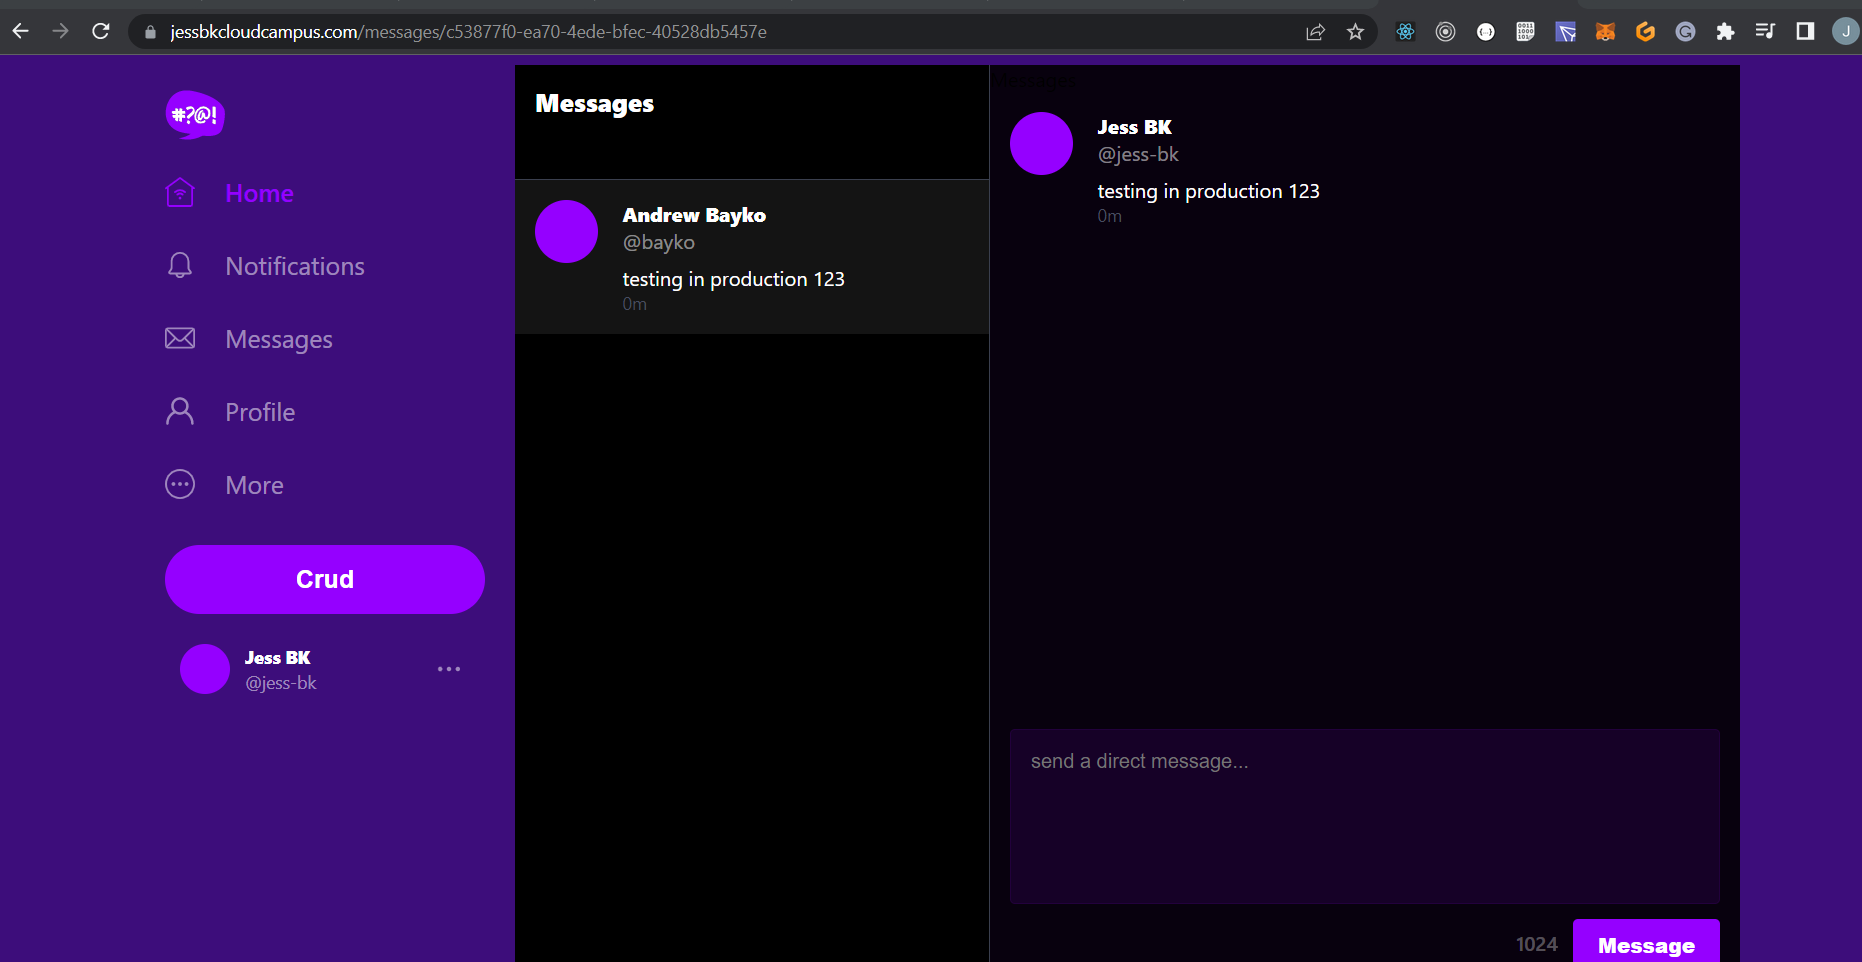 jessbkcloudcampus.com/messages/c53877f0-ea70-4ede-bfec-40528db5457e
J
#?@!
Home
Notifications
Messages
Profile
More
Crud
Jess BK
@jess-bk
Messages
Andrew Bayko
@bayko
testing in production 123
0m
Messages
Jess BK
@jess-bk
testing in production 123
0m
send a direct message...
1024
Message